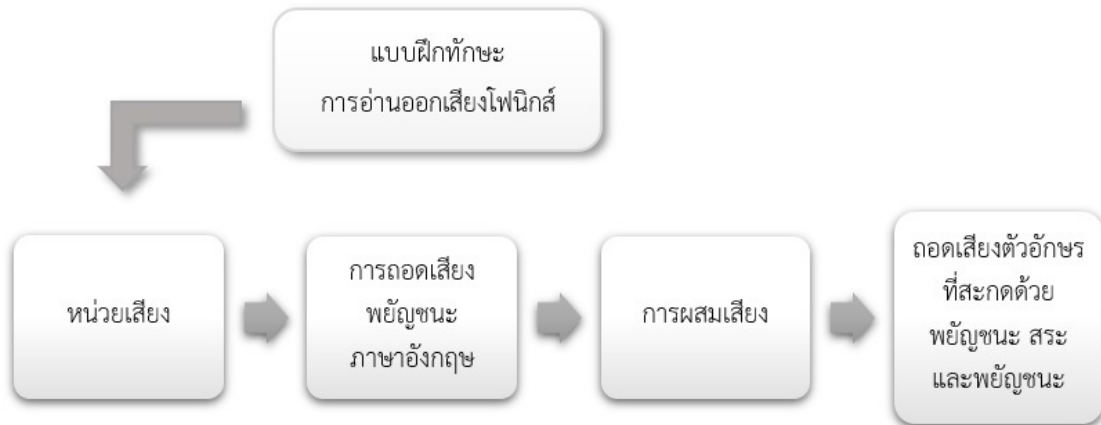 แบบฝึกทักษะ
การอ่านออกเสียงโฟนิกส์
หน่วยเสียง
การถอดเสียง
พยัญชนะ
ภาษาอังกฤษ
การผสมเสียง
ถอดเสียงตัวอักษร
ที่สะกดด้วย
พยัญชนะ สระ
และพยัญชนะ